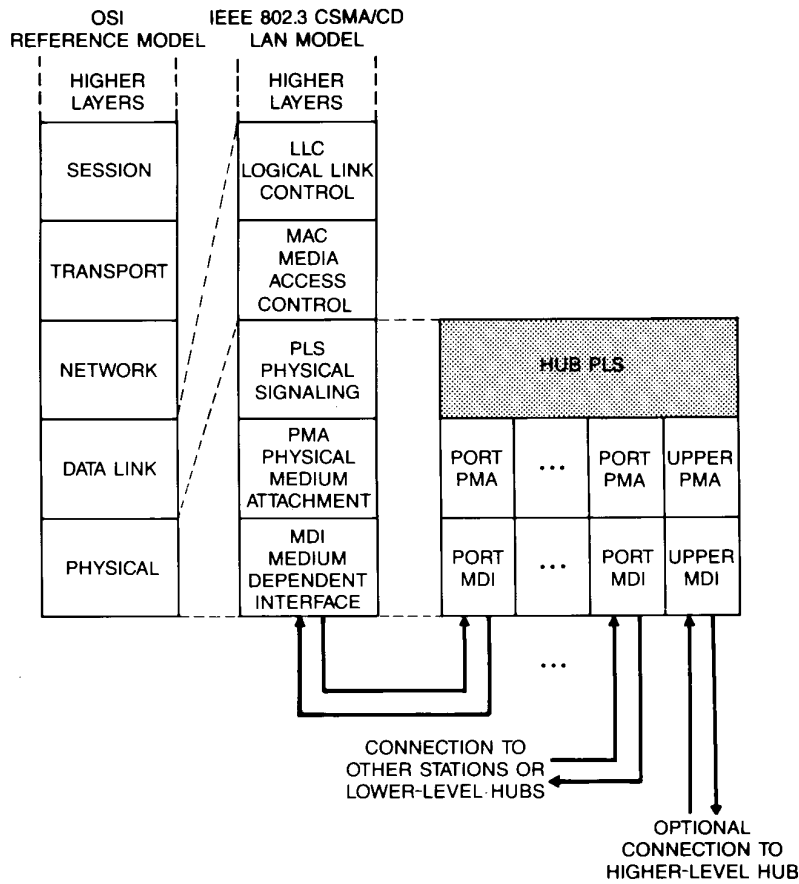 OSI
REFERENCE MODEL
IEEE 802.3 CSMA/CD
LAN MODEL
HIGHER
LAYERS
SESSION
TRANSPORT
NETWORK
DATA LINK
PHYSICAL
HIGHER
LAYERS
LLC
LOGICAL LINK
CONTROL
MAC
MEDIA
ACCESS
CONTROL
PLS
PHYSICAL
SIGNALING
PMA
PHYSICAL
MEDIUM
ATTACHMENT
MDI
MEDIUM
DEPENDENT
INTERFACE
HUB PLS
PORT
PMA
...
PORT
PMA
UPPER
PMA
PORT
MDI
...
PORT
MDI
UPPER
MDI
...
CONNECTION TO
OTHER STATIONS OR
LOWER-LEVEL HUBS
OPTIONAL
CONNECTION TO
HIGHER-LEVEL HUB